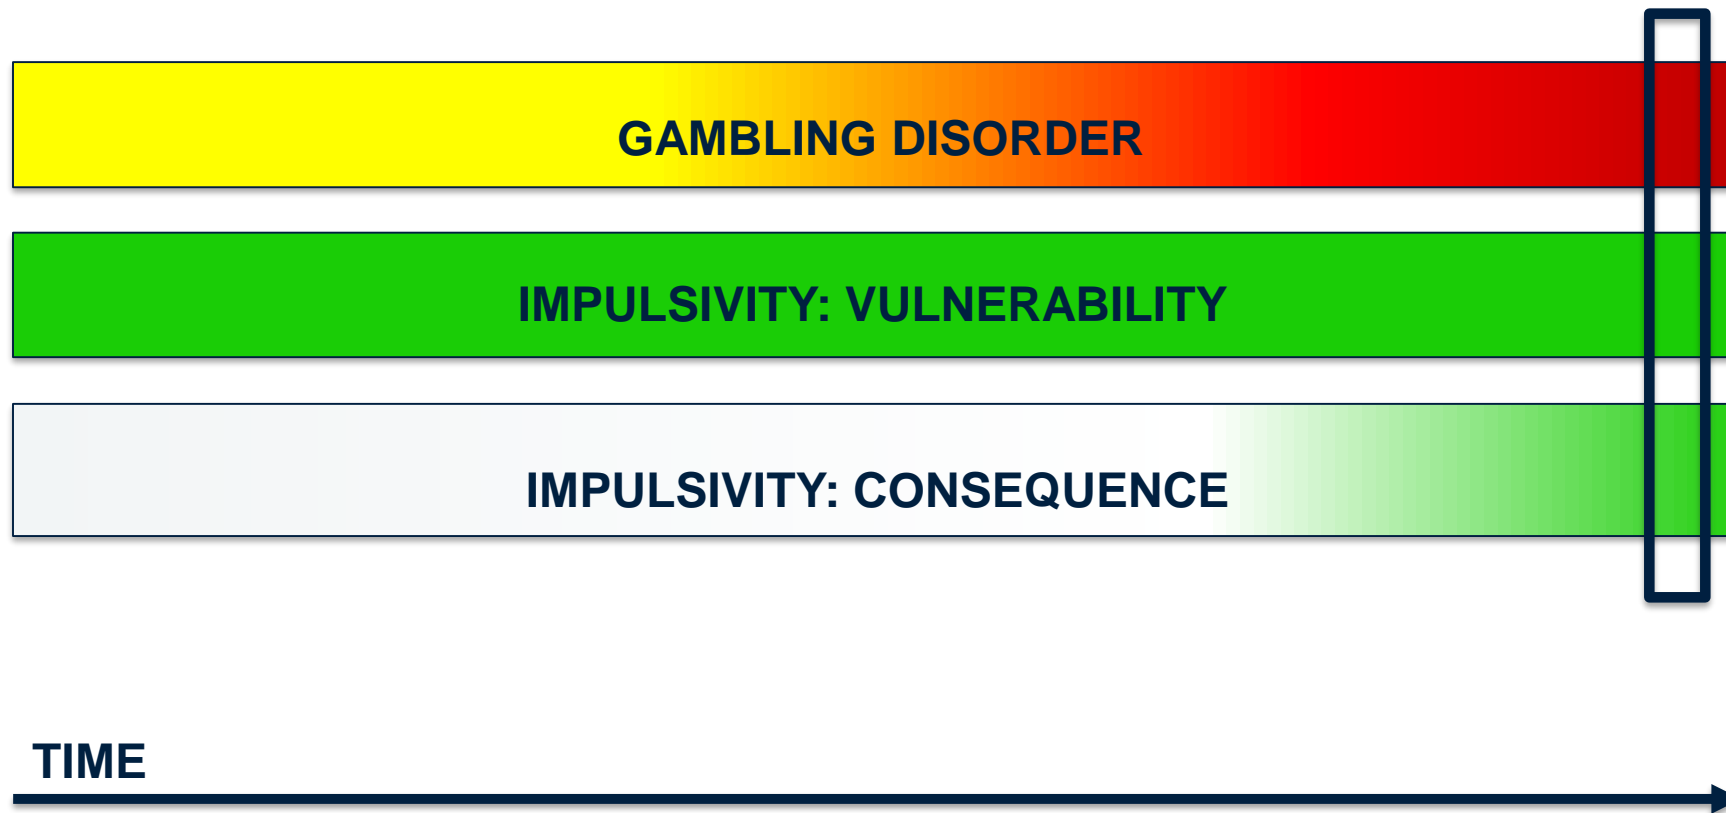 GAMBLING DISORDER
IMPULSIVITY: VULNERABILITY
IMPULSIVITY: CONSEQUENCE
TIME